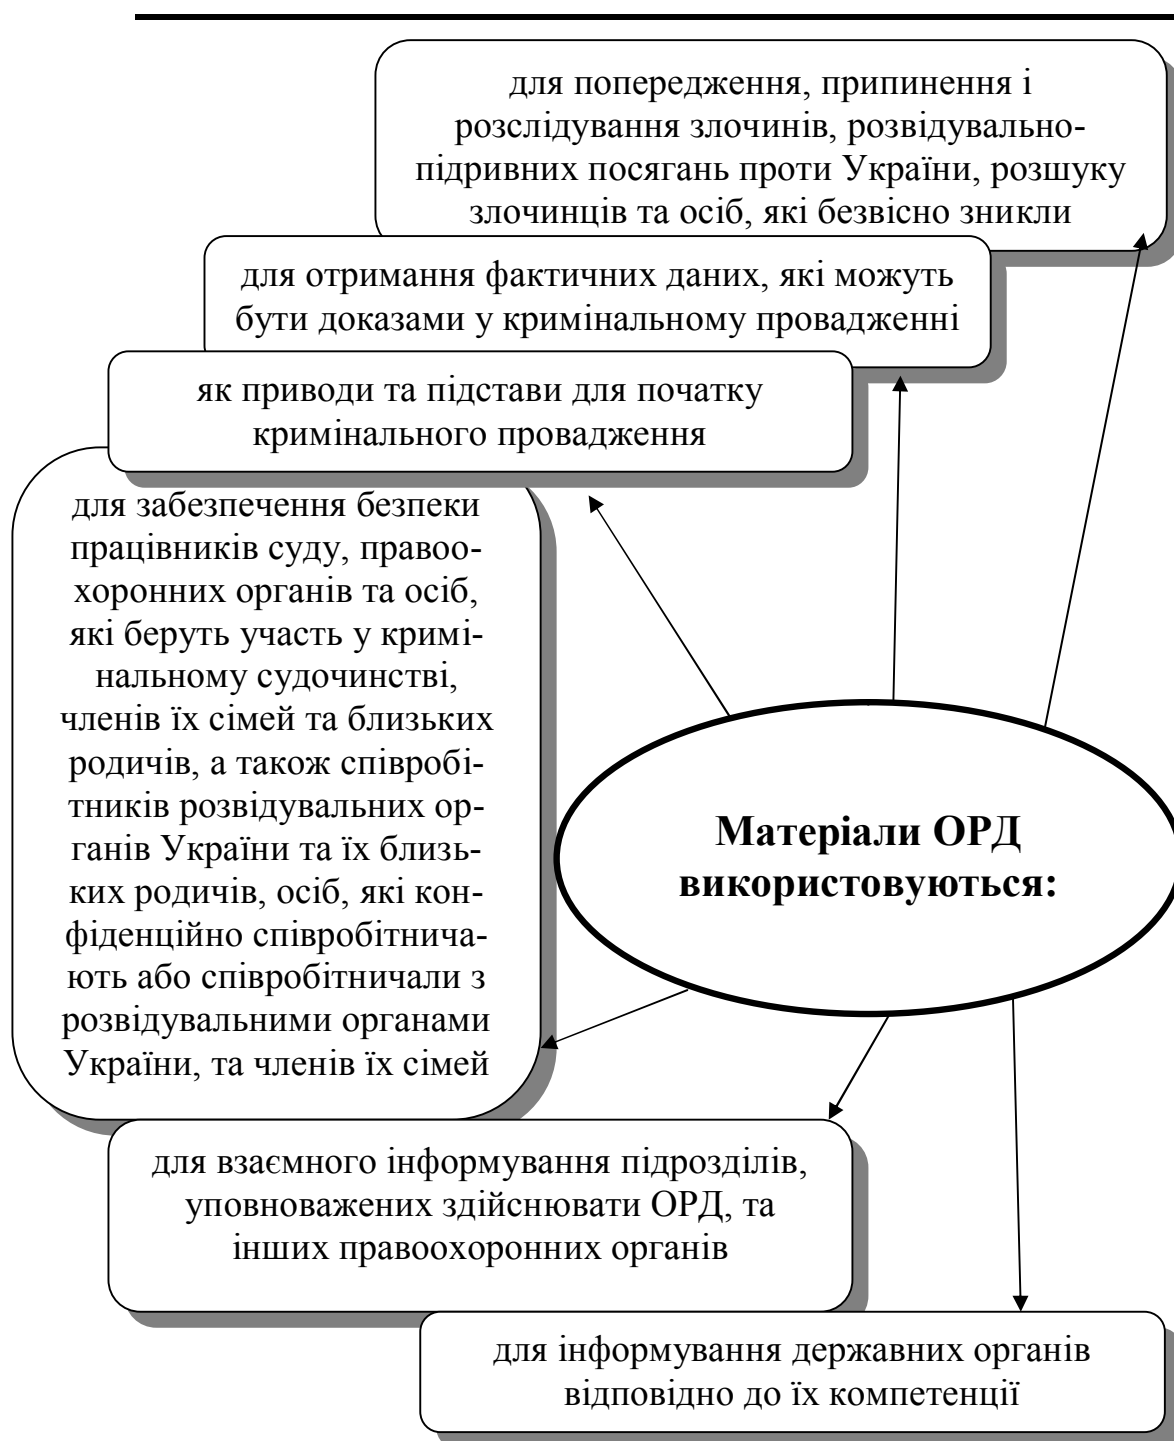 для попередження, припинення і
розслідування злочинів, розвідувально-
підривних посягань проти України, розшуку
злочинців та осіб, які безвісно зникли
для отримання фактичних даних, які можуть
бути доказами у кримінальному провадженні
як приводи та підстави для початку
кримінального провадження
для забезпечення безпеки
працівників суду, право-
охоронних органів та осіб,
які беруть участь у кримі-
нальному судочинстві,
членів їх сімей та близьких
родичів, а також співробі-
тників розвідувальних ор-
ганів України та їх близь-
ких родичів, осіб, які кон-
фіденційно співробітнича-
ють або співробітничали з
розвідувальними органами
України, та членів їх сімей
Матеріали ОРД
використовуються:
для взаємного інформування підрозділів,
уповноважених здійснювати ОРД, та
інших правоохоронних органів
для інформування державних органів
відповідно до їх компетенції